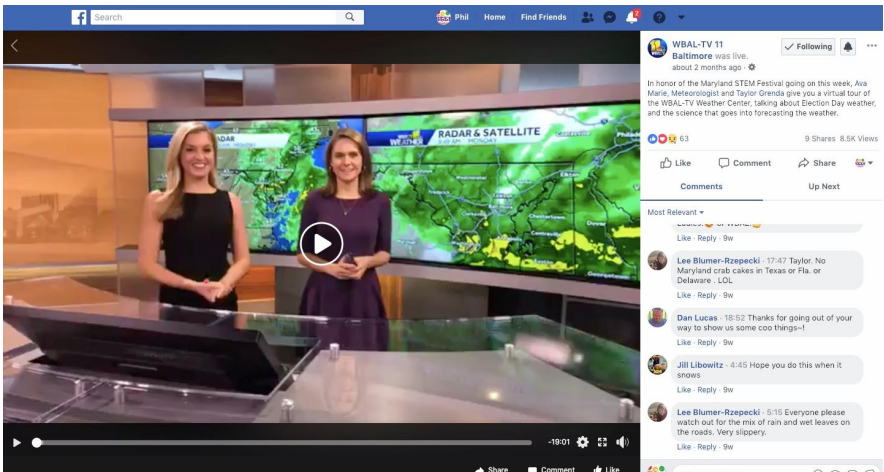 Search
Phil
Home
Find Friends
2
WBAL-TV 11
Baltimore was live.
about 2 months ago
Following
In honor of the Maryland STEM Festival going on this week, Ava
Marie, Meteorologist and Taylor Grenda give you a virtual tour of
the WBAL-TV Weather Center, talking about Election Day weather,
and the science that goes into forecasting the weather.
63
9 Shares 8.5K Views
Like
Comment
Share
Comments
Up Next
Most Relevant
Like · Reply · 9w
Lee Blumer-Rzepecki · 17:47 Taylor. No
Maryland crab cakes in Texas or Fla. or
Delaware . LOL
Like · Reply · 9w
Dan Lucas · 18:52 Thanks for going out of your
way to show us some coo things~!
Like · Reply · 9w
Jill Libowitz · 4:45 Hope you do this when it
snows
Like · Reply · 9w
Lee Blumer-Rzepecki · 5:15 Everyone please
watch out for the mix of rain and wet leaves on
the roads. Very slippery.
Like · Reply · 9w
RADAR
MONDAY
WEATHER
RADAR & SATELLITE
MONDAY
Elkton
Chestertown
Dover
Easton
Georgetown
-19:01
Share
Comment
Like